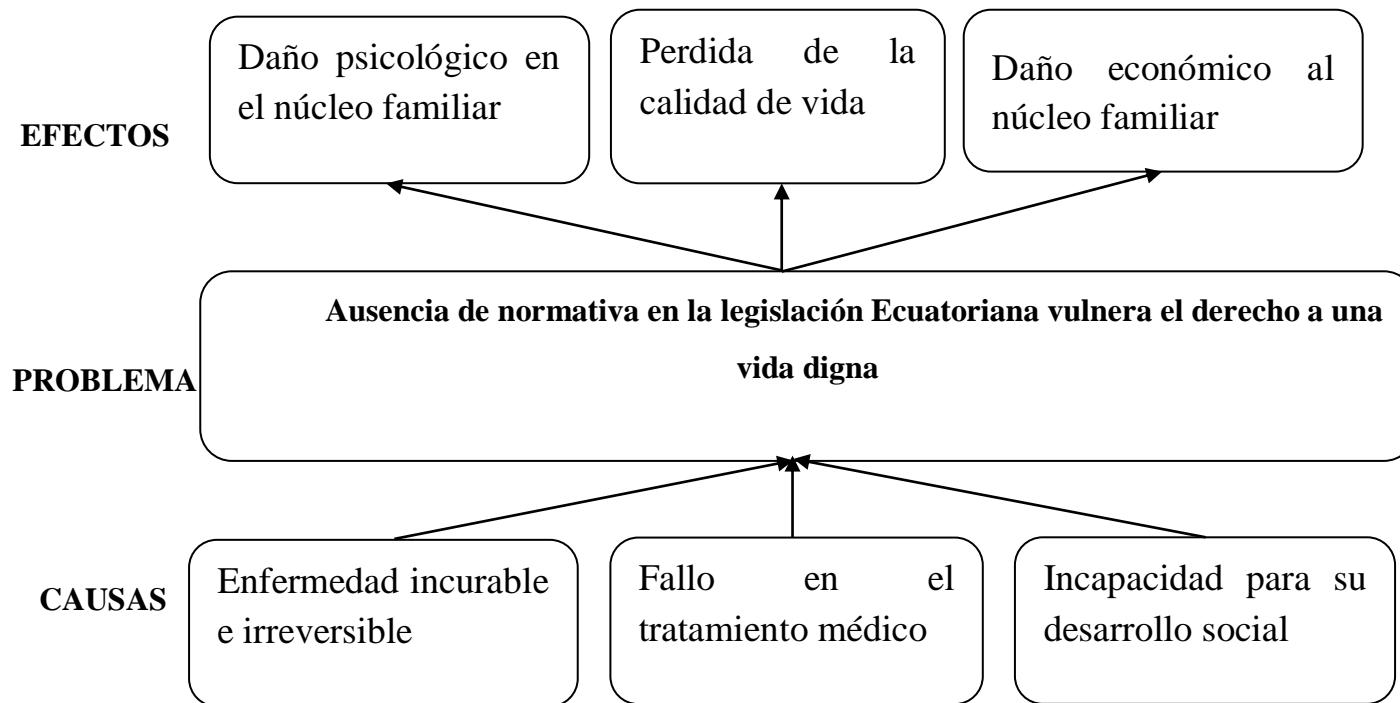 Daño psicológico en
el núcleo familiar
Perdida de la
calidad de vida
Daño económico al
núcleo familiar
EFECTOS
Ausencia de normativa en la legislación Ecuatoriana vulnera el derecho a una
vida digna
PROBLEMA
CAUSAS
Enfermedad incurable
e irreversible
Fallo en el
tratamiento médico
Incapacidad para su
desarrollo social